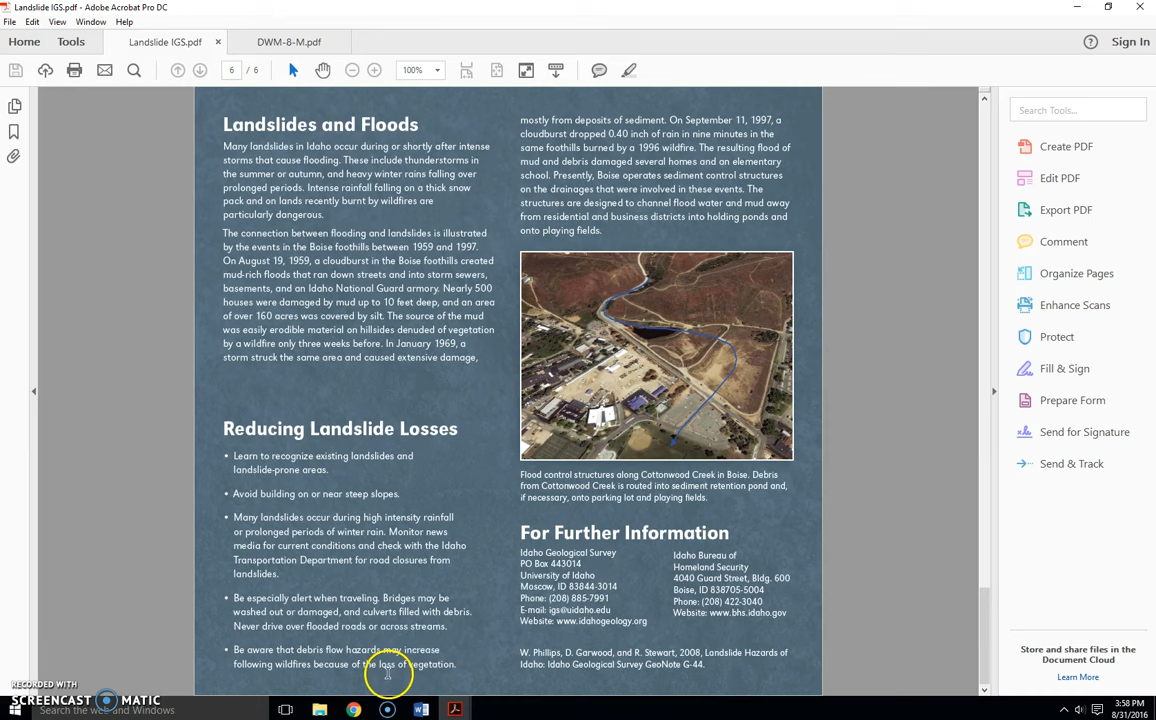 Landslide IGS.pdf - Adobe Acrobat Pro DC
File Edit View Window Help
Home Tools Landslide IGS.pdf × DWM-8-M.pdf ? Sign In
6 / 6 100%
Landslides and Floods
Many landslides in Idaho occur during or shortly after intense
storms that cause flooding. These include thunderstorms in
the summer or autumn, and heavy winter rains falling over
prolonged periods. Intense rainfall falling on a thick snow
pack and on lands recently burnt by wildfires are
particularly dangerous.
The connection between flooding and landslides is illustrated
by the events in the Boise foothills between 1959 and 1997.
On August 19, 1959, a cloudburst in the Boise foothills created
mud-rich floods that ran down streets and into storm sewers,
basements, and an Idaho National Guard armory. Nearly 500
houses were damaged by mud up to 10 feet deep, and an area
of over 160 acres was covered by silt. The source of the mud
was easily erodible material on hillsides denuded of vegetation
by a wildfire only three weeks before. In January 1969, a
storm struck the same area and caused extensive damage,
mostly from deposits of sediment. On September 11, 1997, a
cloudburst dropped 0.40 inch of rain in nine minutes in the
same foothills burned by a 1996 wildfire. The resulting flood of
mud and debris damaged several homes and an elementary
school. Presently, Boise operates sediment control structures
on the drainages that were involved in these events. The
structures are designed to channel flood water and mud away
from residential and business districts into holding ponds and
onto playing fields.
Flood control structures along Cottonwood Creek in Boise. Debris
from Cottonwood Creek is routed into sediment retention pond and,
if necessary, onto parking lot and playing fields.
Reducing Landslide Losses
• Learn to recognize existing landslides and
landslide-prone areas.
• Avoid building on or near steep slopes.
• Many landslides occur during high intensity rainfall
or prolonged periods of winter rain. Monitor news
media for current conditions and check with the Idaho
Transportation Department for road closures from
landslides.
• Be especially alert when traveling. Bridges may be
washed out or damaged, and culverts filled with debris.
Never drive over flooded roads or across streams.
• Be aware that debris flow hazards may increase
following wildfires because of the loss of vegetation.
For Further Information
Idaho Geological Survey
PO Box 443014
University of Idaho
Moscow, ID 83844-3014
Phone: (208) 885-7991
E-mail: igs@uidaho.edu
Website: www.idahogeology.org
Idaho Bureau of
Homeland Security
4040 Guard Street, Bldg. 600
Boise, ID 838705-5004
Phone: (208) 422-3040
Website: www.bhs.idaho.gov
W. Phillips, D. Garwood, and R. Stewart, 2008, Landslide Hazards of
Idaho: Idaho Geological Survey GeoNote G-44.
Search Tools...
Create PDF
Edit PDF
Export PDF
Comment
Organize Pages
Enhance Scans
Protect
Fill & Sign
Prepare Form
Send for Signature
Send & Track
Store and share files in the
Document Cloud
Learn More
RECORDED WITH
SCREENCAST MATIC
Search the web and Windows
3:58 PM
8/31/2016